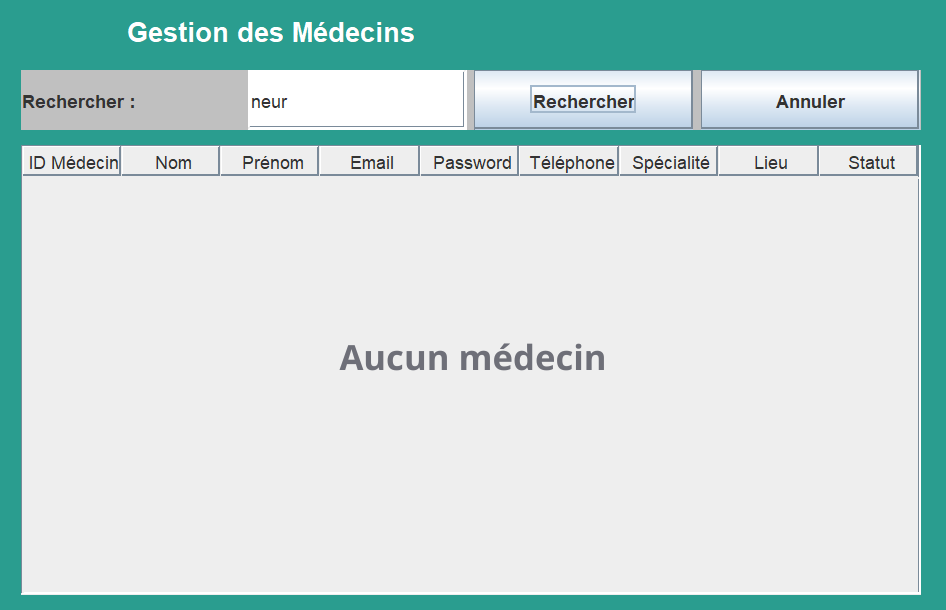 Gestion des Médecins
Rechercher : neur Rechercher Annuler
ID Médecin Nom Prénom Email Password Téléphone Spécialité Lieu Statut
Aucun médecin